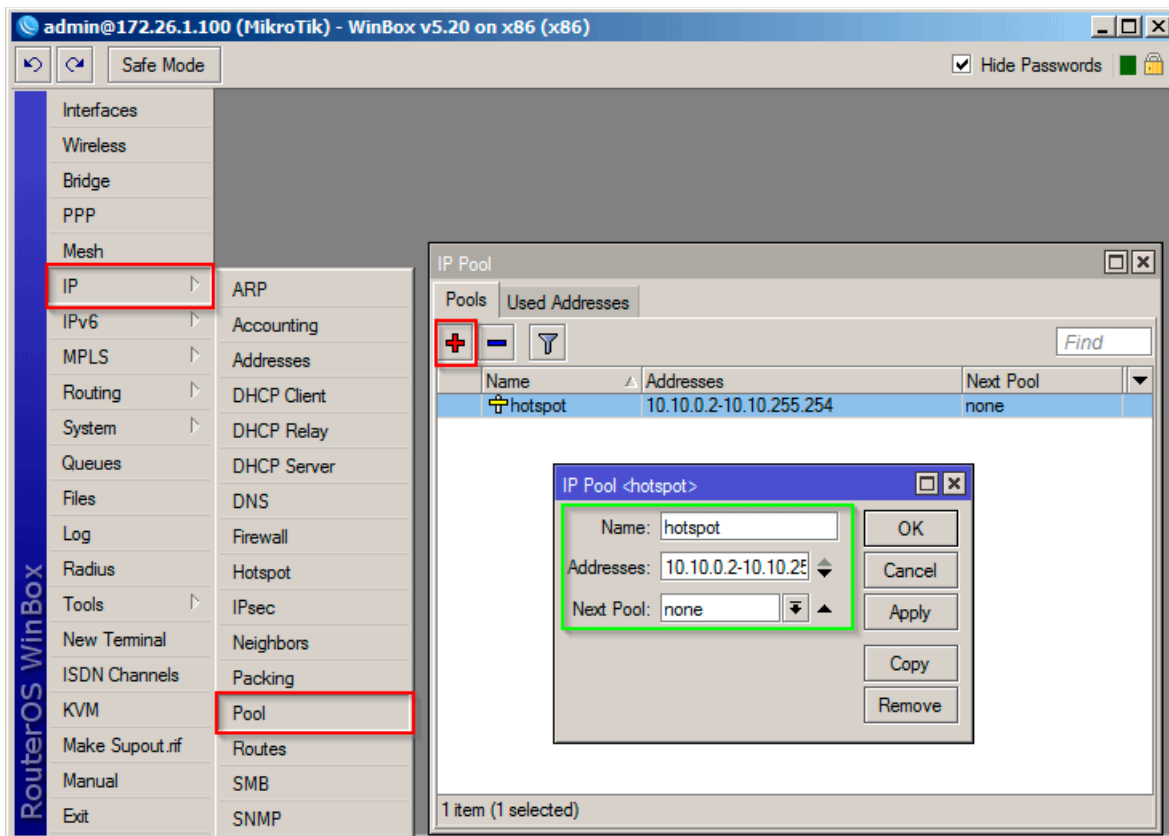 admin@172.26.1.100 (MikroTik) - WinBox v5.20 on x86 (x86)
Safe Mode
Hide Passwords
RouterOS WinBox
Interfaces
Wireless
Bridge
PPP
Mesh
IP
IPv6
MPLS
Routing
System
Queues
Files
Log
Radius
Tools
New Terminal
ISDN Channels
KVM
Make Supout.rif
Manual
Exit
ARP
Accounting
Addresses
DHCP Client
DHCP Relay
DHCP Server
DNS
Firewall
Hotspot
IPsec
Neighbors
Packing
Pool
Routes
SMB
SNMP
IP Pool
Pools Used Addresses
Find
Name Addresses Next Pool
hotspot 10.10.0.2-10.10.255.254 none
IP Pool <hotspot>
Name: hotspot
Addresses: 10.10.0.2-10.10.25
Next Pool: none
OK
Cancel
Apply
Copy
Remove
1 item (1 selected)